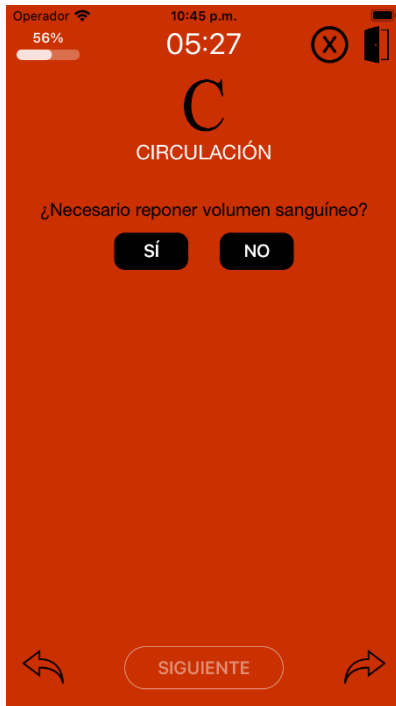 Operador 10:45 p.m.
56% 05:27 X
C
CIRCULACIÓN
¿Necesario reponer volumen sanguíneo?
SÍ NO
SIGUIENTE